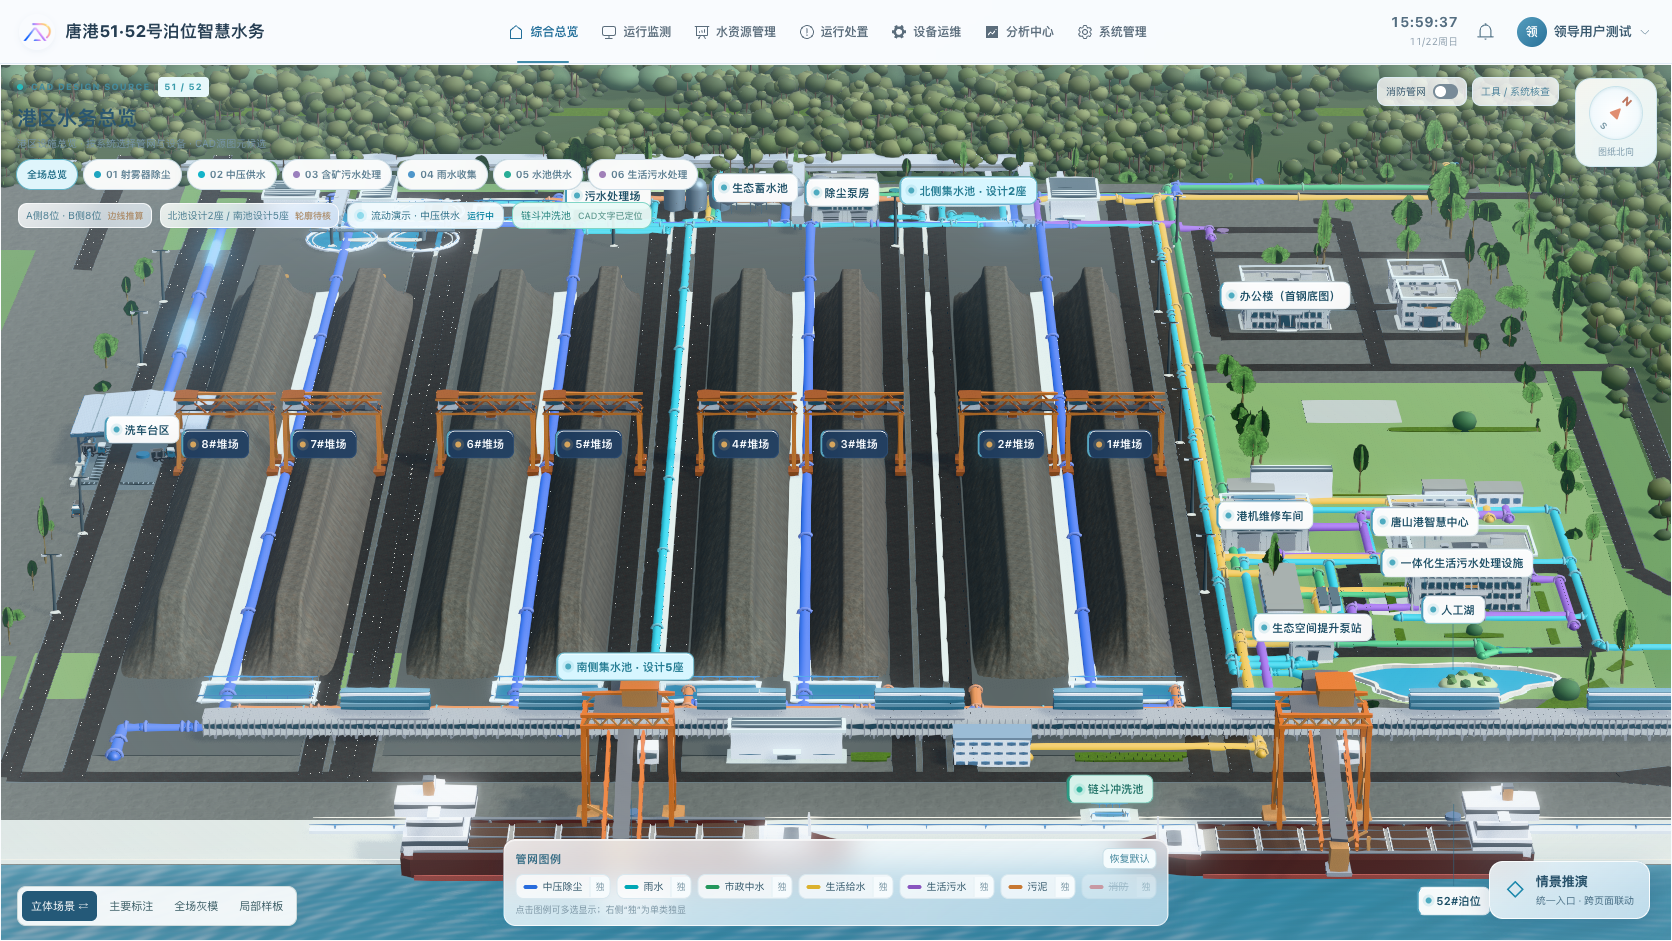 唐港51·52号泊位智慧水务
综合总览
运行监测
水资源管理
运行处置
设备运维
分析中心
系统管理
15:59:37
11/22周日
领
领导用户测试
51 / 52
港区水务总览
消防管网
工具 / 系统核查
N
S
图纸北向
全场总览
01 射雾器除尘
02 中压供水
03 含矿污水处理
04 雨水收集
05 水池供水
06 生活污水处理
A侧8位 · B侧8位 边线推算
北池设计2座 / 南池设计5座 轮廓待核
流动演示 · 中压供水 运行中
链斗冲洗池 CAD文字已定位
污水处理场
生态蓄水池
除尘泵房
北侧集水池 · 设计2座
办公楼（首钢底图）
洗车台区
8#堆场
7#堆场
6#堆场
5#堆场
4#堆场
3#堆场
2#堆场
1#堆场
港机维修车间
唐山港智慧中心
一体化生活污水处理设施
人工湖
生态空间提升泵站
南侧集水池 · 设计5座
链斗冲洗池
52#泊位
管网图例
恢复默认
中压除尘 独
雨水 独
市政中水 独
生活给水 独
生活污水 独
污泥 独
消防 独
点击图例可多选显示；右侧“独”为单类独显
立体场景
主要标注
全场灰模
局部样板
情景推演
统一入口 · 跨页面联动